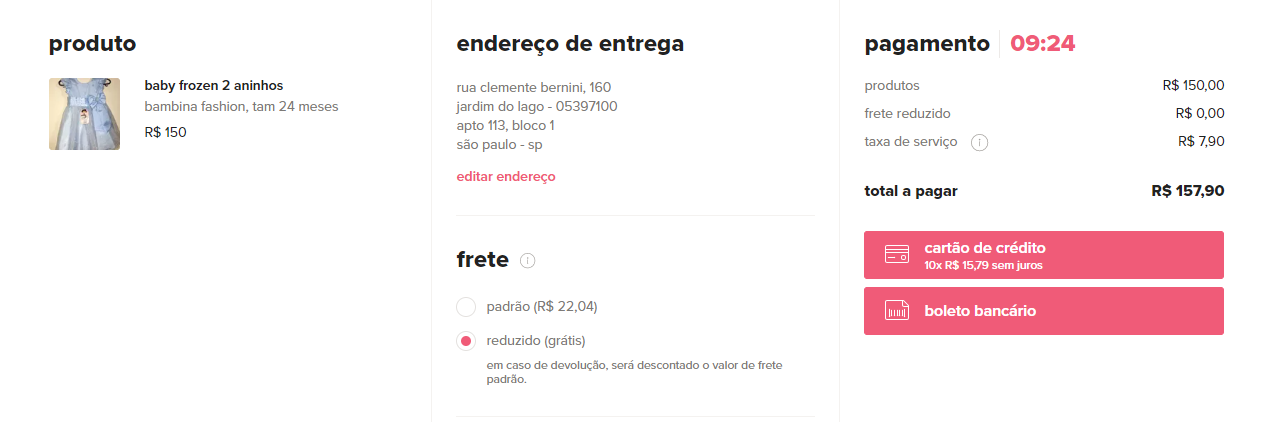 produto
baby frozen 2 aninhos
bambina fashion, tam 24 meses
R$ 150
endereço de entrega
rua clemente bernini, 160
jardim do lago - 05397100
apto 113, bloco 1
são paulo - sp
editar endereço
frete
padrão (R$ 22,04)
reduzido (grátis)
em caso de devolução, será descontado o valor de frete
padrão.
pagamento 09:24
produtos R$ 150,00
frete reduzido R$ 0,00
taxa de serviço R$ 7,90
total a pagar R$ 157,90
cartão de crédito
10x R$ 15,79 sem juros
boleto bancário